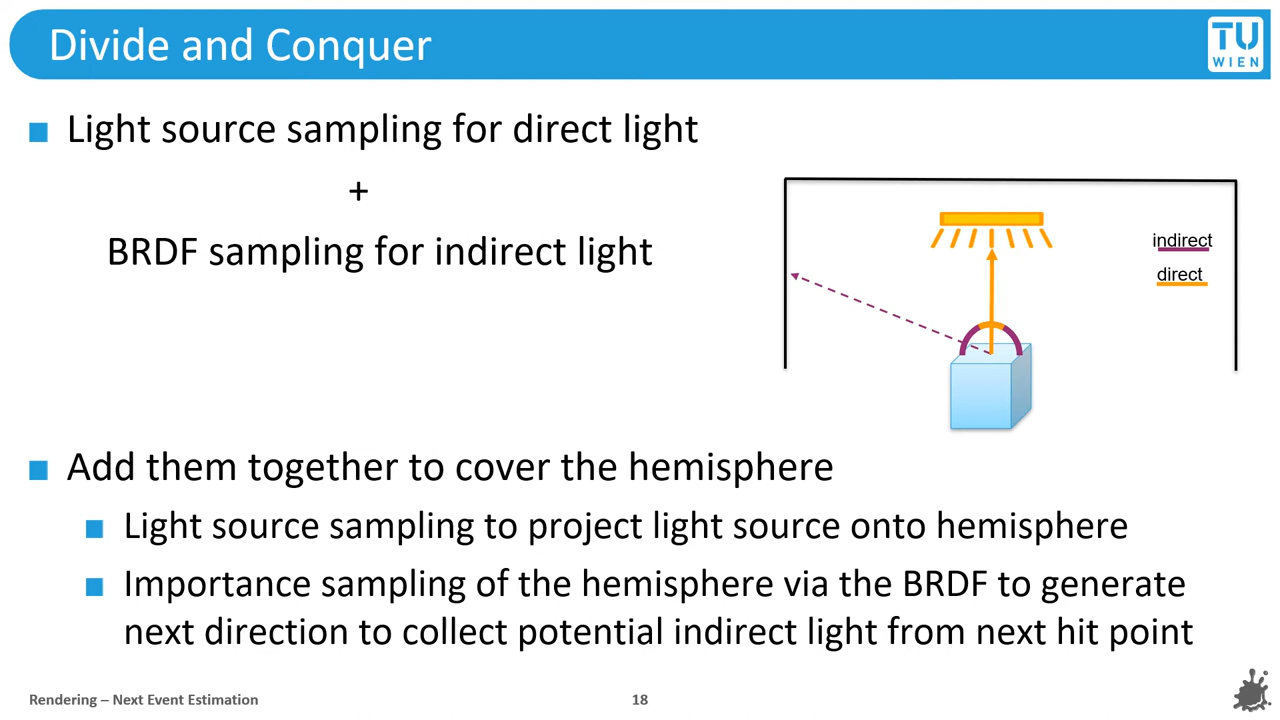 Divide and Conquer
TU
WIEN
Light source sampling for direct light
+
BRDF sampling for indirect light
indirect
direct
Add them together to cover the hemisphere
Light source sampling to project light source onto hemisphere
Importance sampling of the hemisphere via the BRDF to generate
next direction to collect potential indirect light from next hit point
Rendering – Next Event Estimation
18